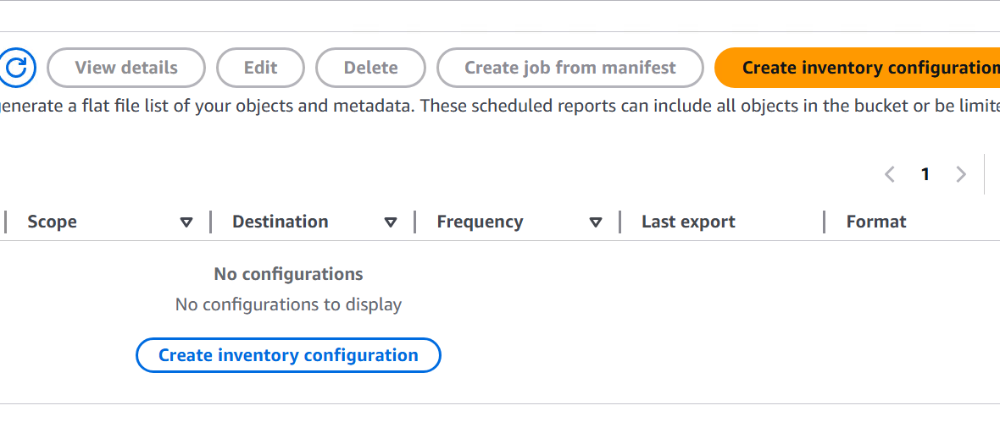 View details Edit Delete Create job from manifest Create inventory configuration
generate a flat file list of your objects and metadata. These scheduled reports can include all objects in the bucket or be limite
1
Scope Destination Frequency Last export Format
No configurations
No configurations to display
Create inventory configuration